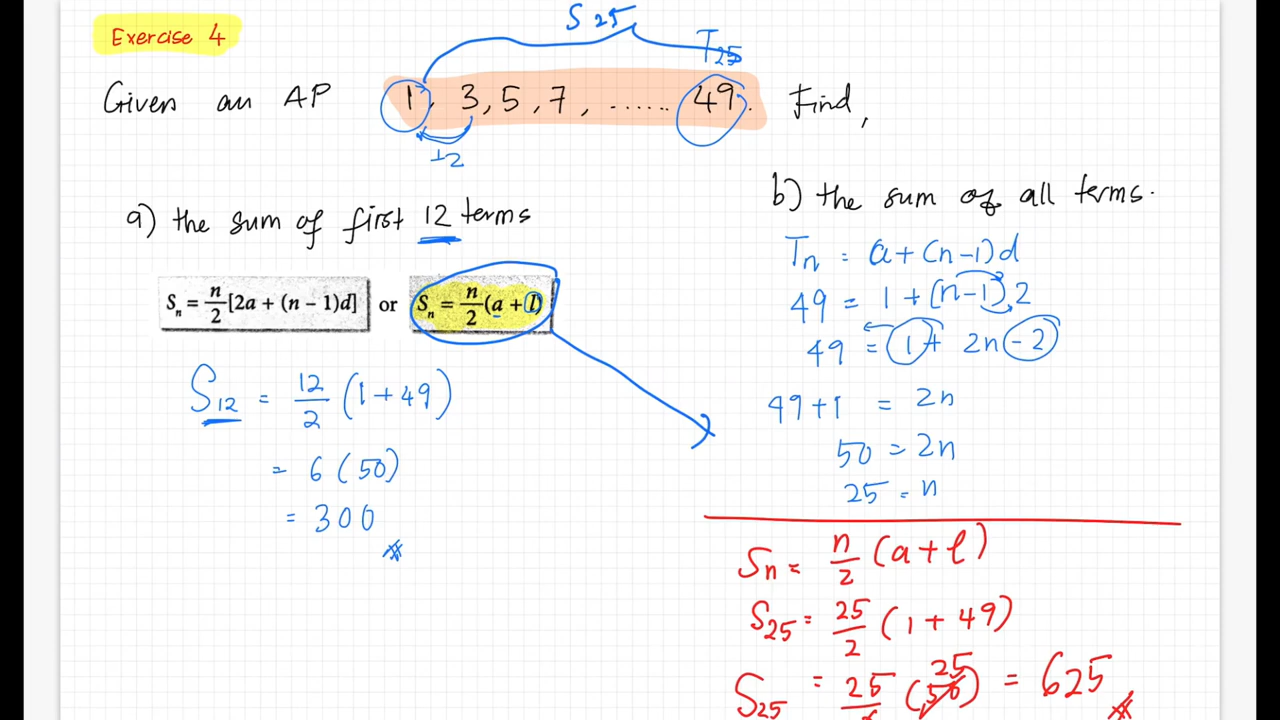 S 25
Exercise 4
T25
Given an AP 1, 3, 5, 7, ...... 49. Find,
+2
a) the sum of first 12 terms
Sn = n/2 [2a + (n − 1)d] or Sn = n/2 (a + l)
S12 = 12/2 (1 + 49)
= 6 (50)
= 300
b) the sum of all terms.
Tn = a + (n-1)d
49 = 1 + (n-1).2
49 = 1 + 2n - 2
49 + 1 = 2n
50 = 2n
25 = n
Sn = n/2 (a + l)
S25 = 25/2 (1 + 49)
25
S25 = 25/ (50) = 625